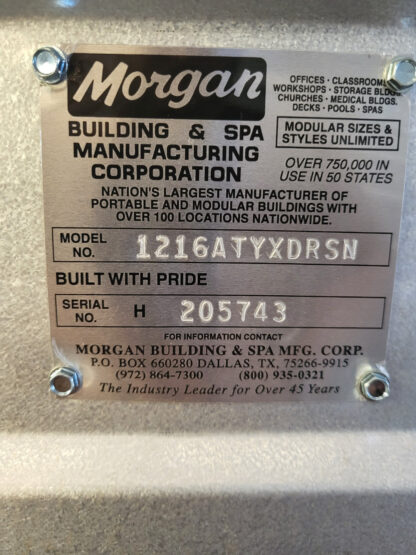 Morgan
OFFICES • CLASSROOMS
WORKSHOPS • STORAGE BLDGS
CHURCHES • MEDICAL BLDGS.
DECKS • POOLS • SPAS
BUILDING & SPA
MANUFACTURING
CORPORATION
MODULAR SIZES &
STYLES UNLIMITED
OVER 750,000 IN
USE IN 50 STATES
NATION'S LARGEST MANUFACTURER OF
PORTABLE AND MODULAR BUILDINGS WITH
OVER 100 LOCATIONS NATIONWIDE.
MODEL NO. 1216ATYXDRSN
BUILT WITH PRIDE
SERIAL NO. H 205743
FOR INFORMATION CONTACT
MORGAN BUILDING & SPA MFG. CORP.
P.O. BOX 660280 DALLAS, TX, 75266-9915
(972) 864-7300 (800) 935-0321
The Industry Leader for Over 45 Years